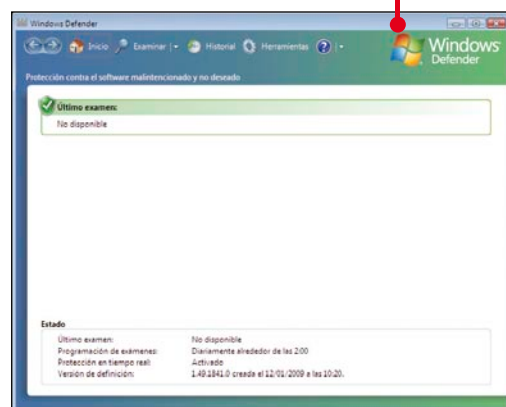 Windows Defender
Inicio Examinar Historial Herramientas
Windows
Defender
Protección contra el software malintencionado y no deseado
Último examen:
No disponible
Estado
Último examen: No disponible
Programación de exámenes: Diariamente alrededor de las 2:00
Protección en tiempo real: Activado
Versión de definición: 1.49.1841.0 creada el 12/01/2009 a las 10:20.